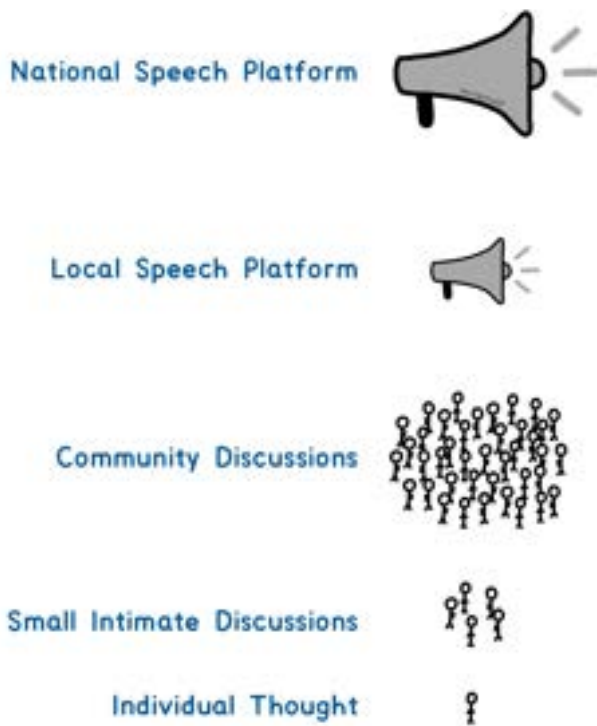 National Speech Platform
Local Speech Platform
Community Discussions
Small Intimate Discussions
Individual Thought